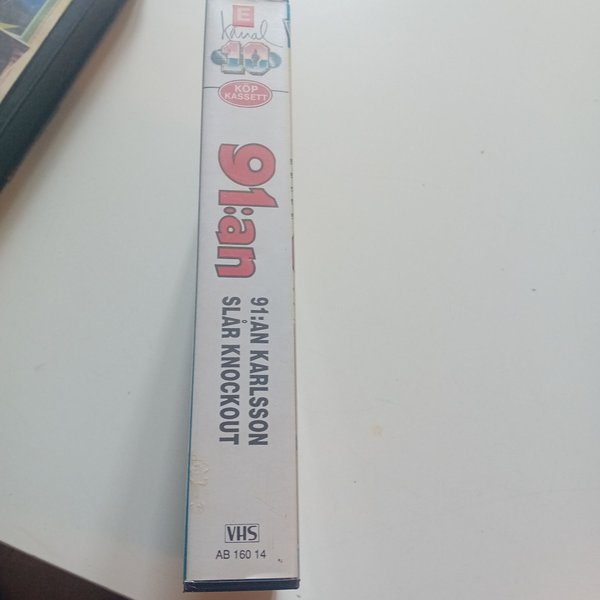 E
Kanal
10
KÖP
KASSETT
91:an
91:AN KARLSSON
SLÅR KNOCKOUT
VHS
AB 160 14